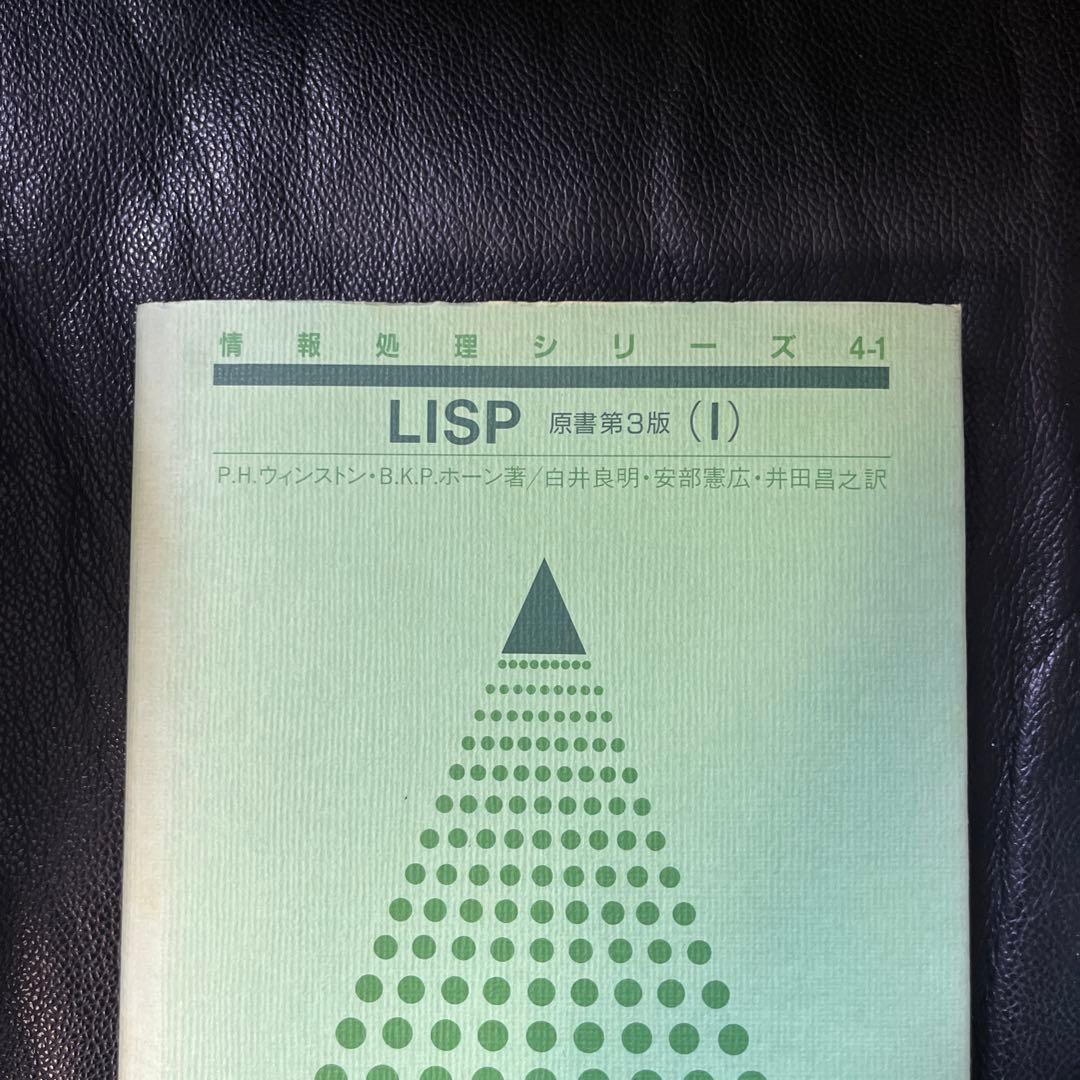 情報処理シリーズ 4-1
LISP 原書第3版 (I)
P.H.ウィンストン・B.K.P.ホーン著/白井良明・安部憲広・井田昌之訳